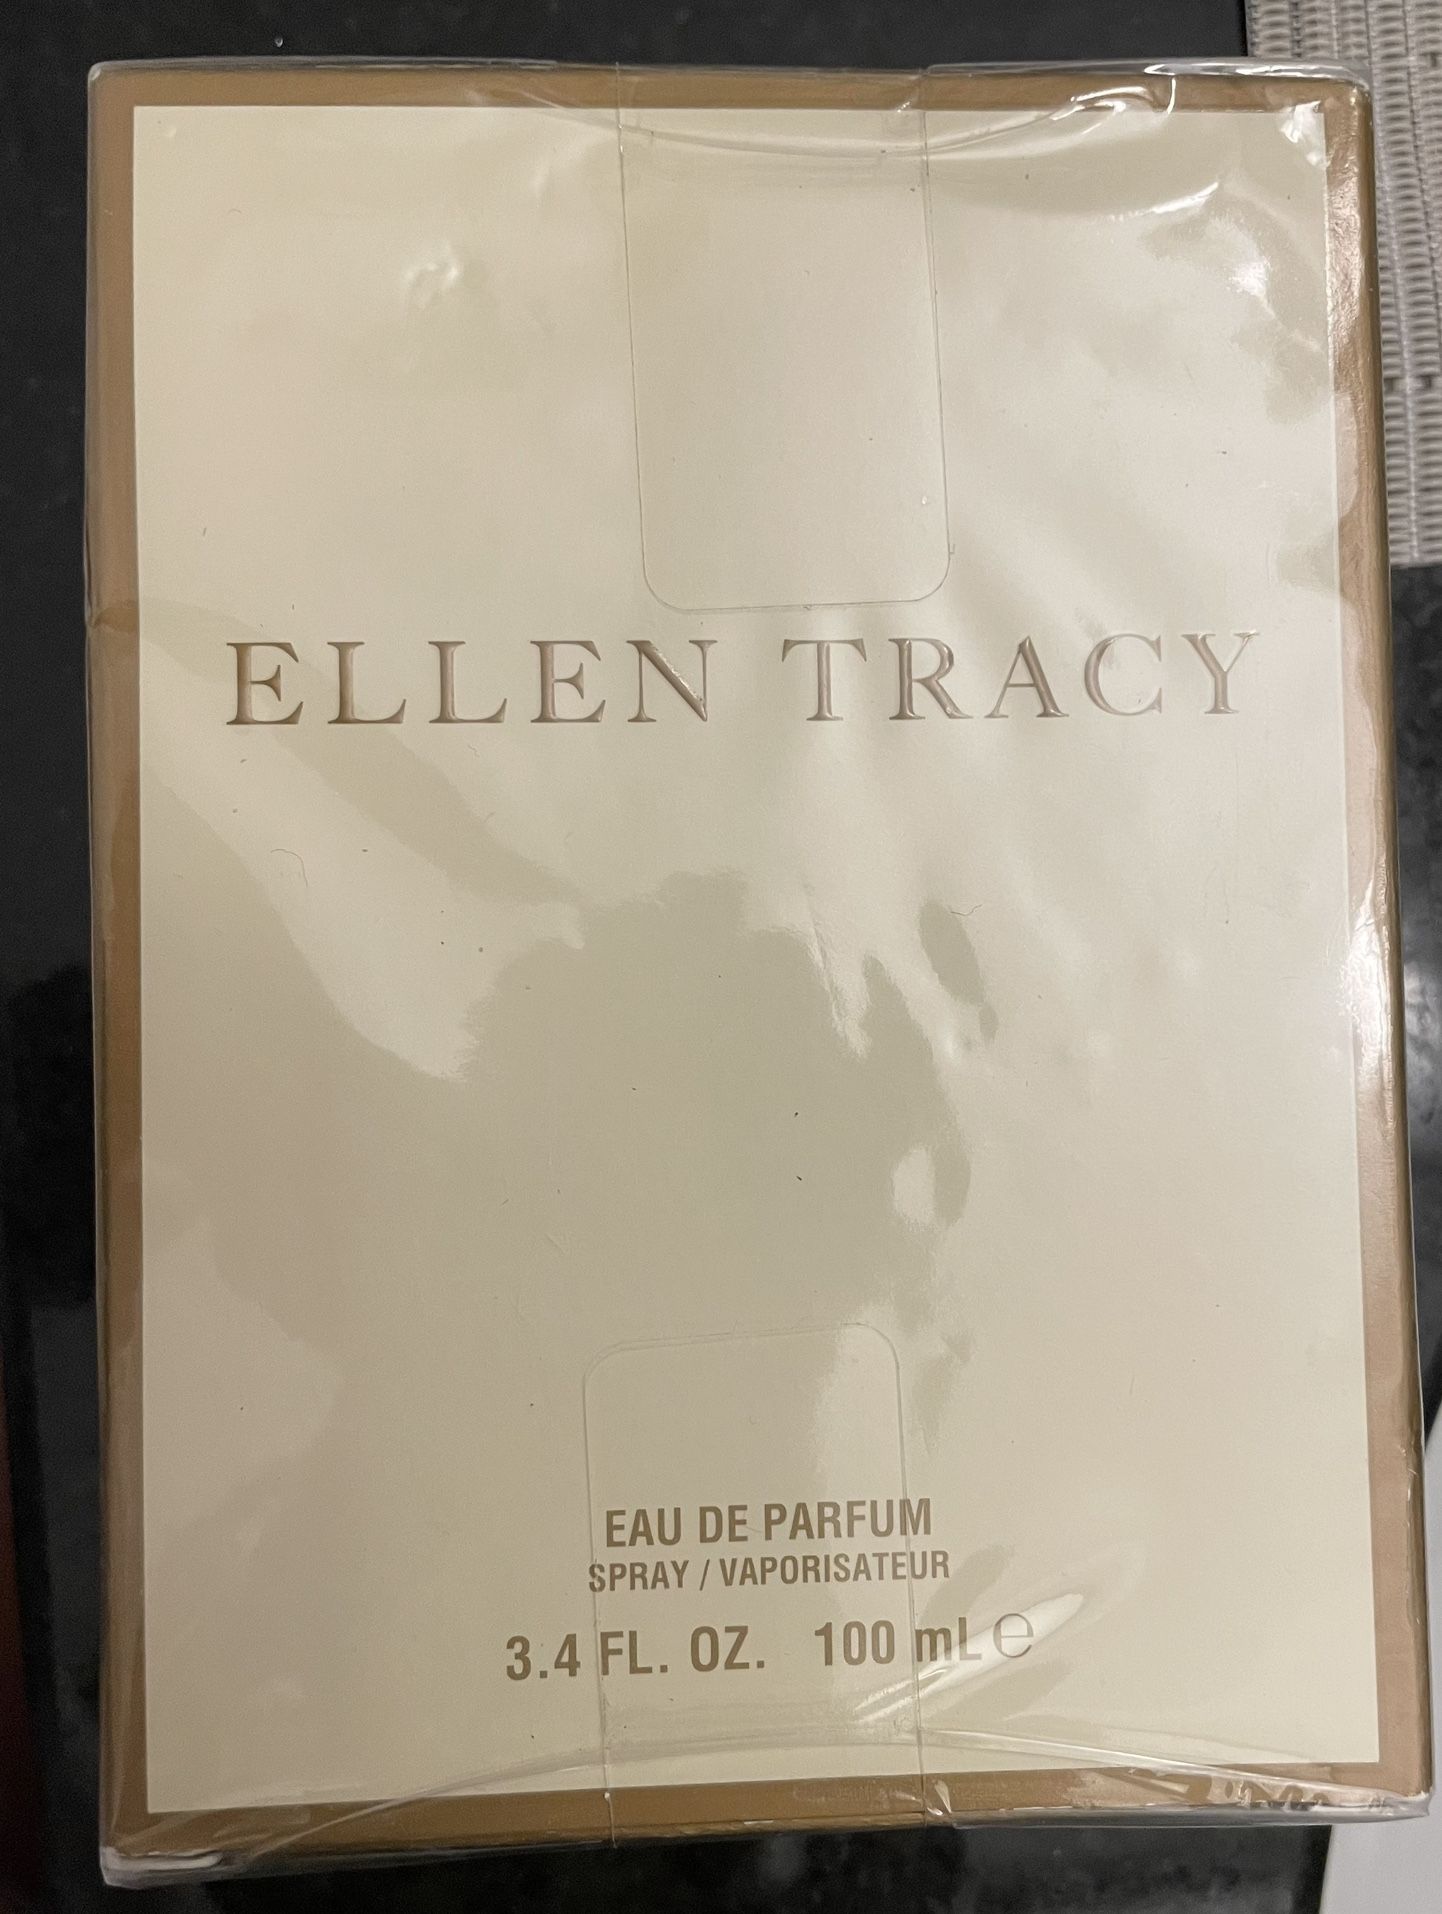 ELLEN TRACY
EAU DE PARFUM
SPRAY / VAPORISATEUR
3.4 FL. OZ. 100 mL ℮